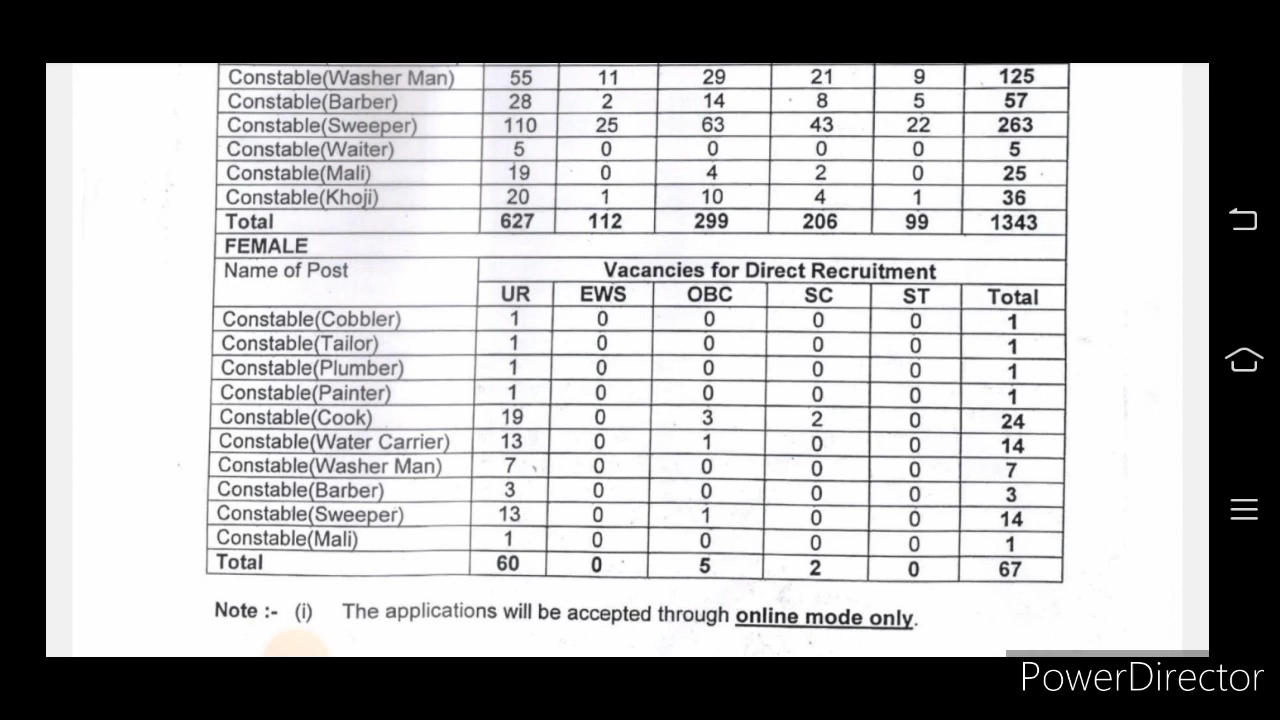 Constable(Washer Man) 55 11 29 21 9 125
Constable(Barber) 28 2 14 8 5 57
Constable(Sweeper) 110 25 63 43 22 263
Constable(Waiter) 5 0 0 0 0 5
Constable(Mali) 19 0 4 2 0 25
Constable(Khoji) 20 1 10 4 1 36
Total 627 112 299 206 99 1343
FEMALE
Name of Post Vacancies for Direct Recruitment
UR EWS OBC SC ST Total
Constable(Cobbler) 1 0 0 0 0 1
Constable(Tailor) 1 0 0 0 0 1
Constable(Plumber) 1 0 0 0 0 1
Constable(Painter) 1 0 0 0 0 1
Constable(Cook) 19 0 3 2 0 24
Constable(Water Carrier) 13 0 1 0 0 14
Constable(Washer Man) 7 0 0 0 0 7
Constable(Barber) 3 0 0 0 0 3
Constable(Sweeper) 13 0 1 0 0 14
Constable(Mali) 1 0 0 0 0 1
Total 60 0 5 2 0 67
Note :- (i) The applications will be accepted through online mode only.
PowerDirector